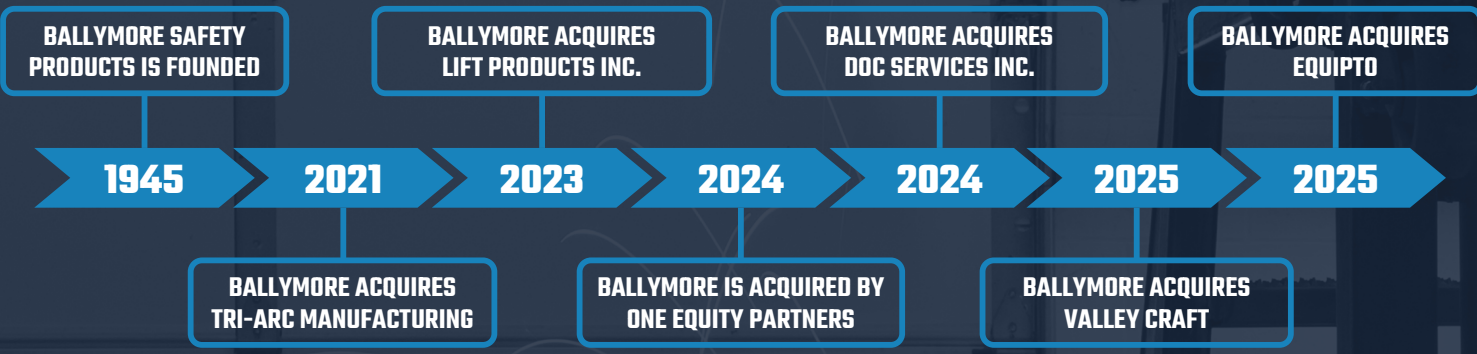 BALLYMORE SAFETY
PRODUCTS IS FOUNDED
BALLYMORE ACQUIRES
LIFT PRODUCTS INC.
BALLYMORE ACQUIRES
DOC SERVICES INC.
BALLYMORE ACQUIRES
EQUIPTO
1945
2021
2023
2024
2024
2025
2025
BALLYMORE ACQUIRES
TRI-ARC MANUFACTURING
BALLYMORE IS ACQUIRED BY
ONE EQUITY PARTNERS
BALLYMORE ACQUIRES
VALLEY CRAFT